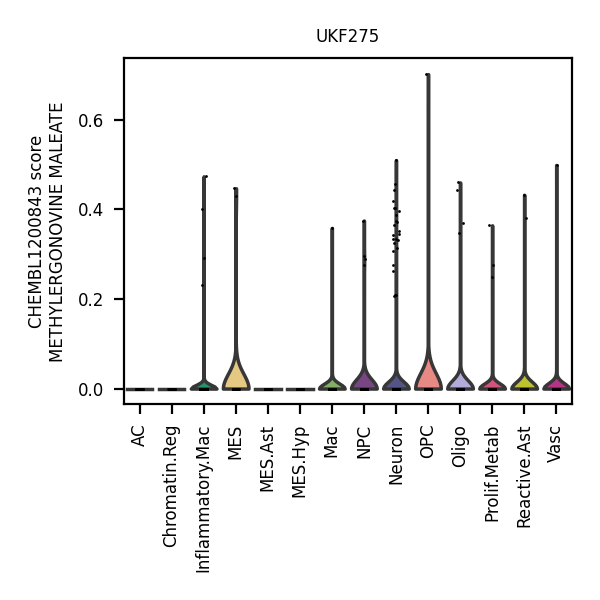 UKF275
CHEMBL1200843 score
METHYLERGONOVINE MALEATE
0.6
0.4
0.2
0.0
AC
Chromatin.Reg
Inflammatory.Mac
MES
MES.Ast
MES.Hyp
Mac
NPC
Neuron
OPC
Oligo
Prolif.Metab
Reactive.Ast
Vasc